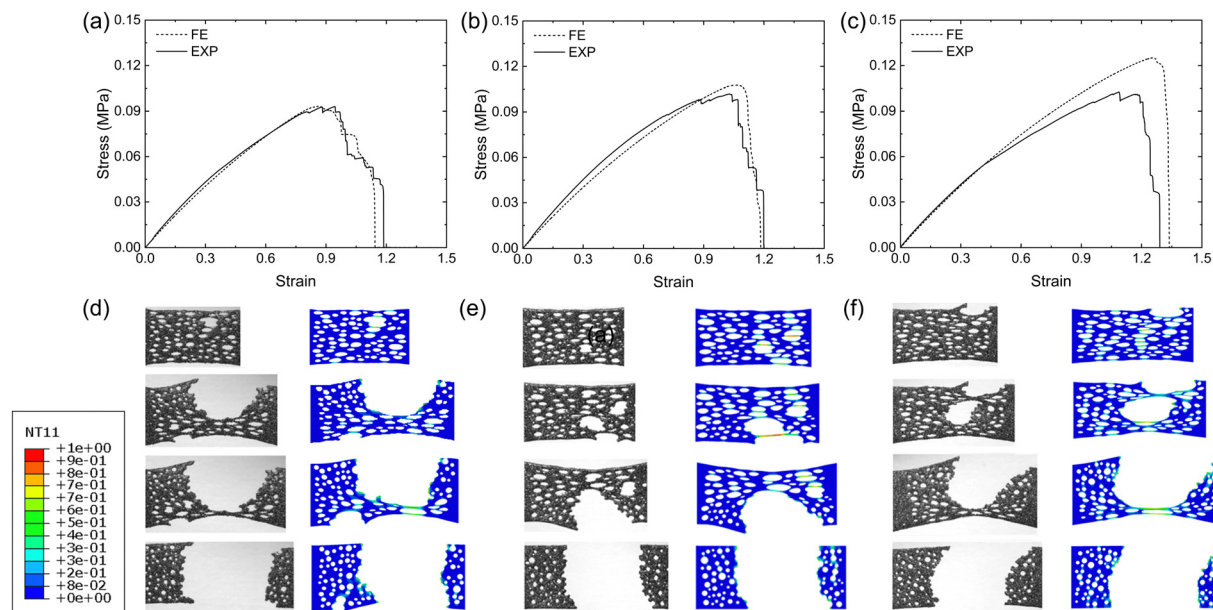 (a)
FE
EXP
0.15
0.12
0.09
0.06
0.03
0.00
Stress (MPa)
0.0 0.3 0.6 0.9 1.2 1.5
Strain
(b)
FE
EXP
0.15
0.12
0.09
0.06
0.03
0.00
Stress (MPa)
0.0 0.3 0.6 0.9 1.2 1.5
Strain
(c)
FE
EXP
0.15
0.12
0.09
0.06
0.03
0.00
Stress (MPa)
0.0 0.3 0.6 0.9 1.2 1.5
Strain
(d)
(e)
(a)
(f)
NT11
+1e+00
+9e-01
+8e-01
+7e-01
+7e-01
+6e-01
+5e-01
+4e-01
+3e-01
+3e-01
+2e-01
+8e-02
+0e+00